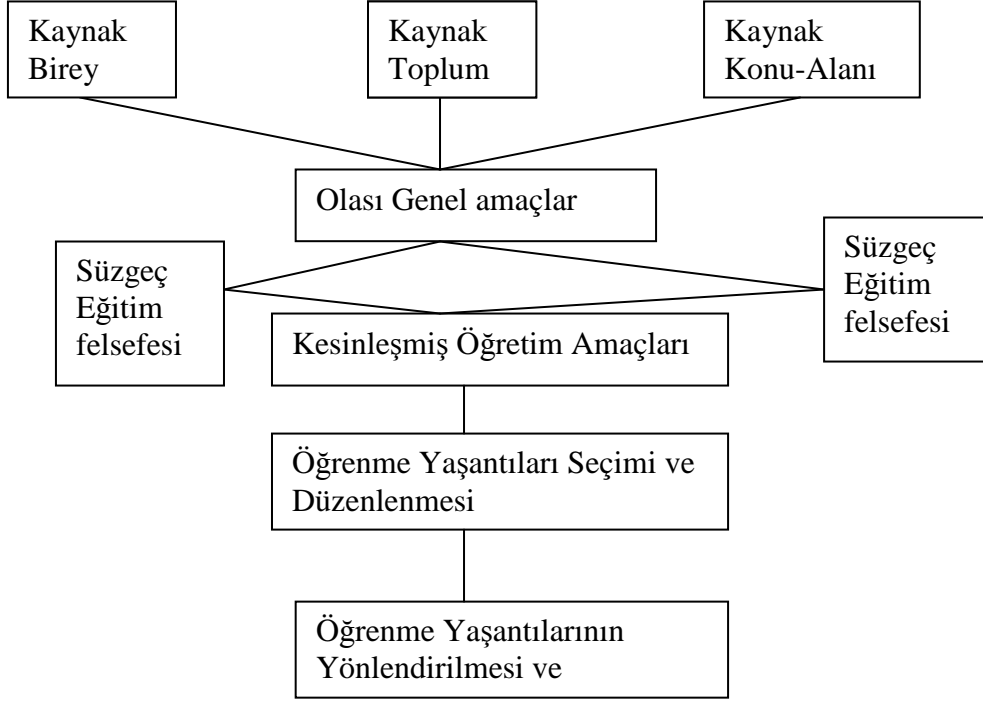 Kaynak
Birey
Kaynak
Toplum
Kaynak
Konu-Alanı
Olası Genel amaçlar
Süzgeç
Eğitim
felsefesi
Süzgeç
Eğitim
felsefesi
Kesinleşmiş Öğretim Amaçları
Öğrenme Yaşantıları Seçimi ve
Düzenlenmesi
Öğrenme Yaşantılarının
Yönlendirilmesi ve